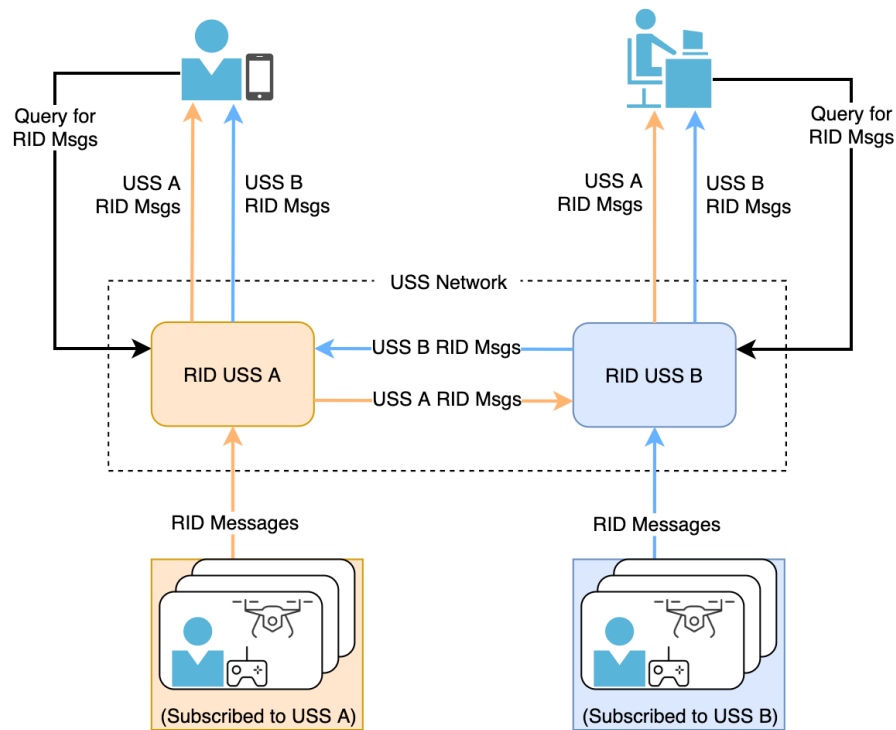 Query for
RID Msgs
USS A
RID Msgs
USS B
RID Msgs
USS A
RID Msgs
USS B
RID Msgs
Query for
RID Msgs
USS Network
RID USS A
USS B RID Msgs
USS A RID Msgs
RID USS B
RID Messages
RID Messages
(Subscribed to USS A)
(Subscribed to USS B)